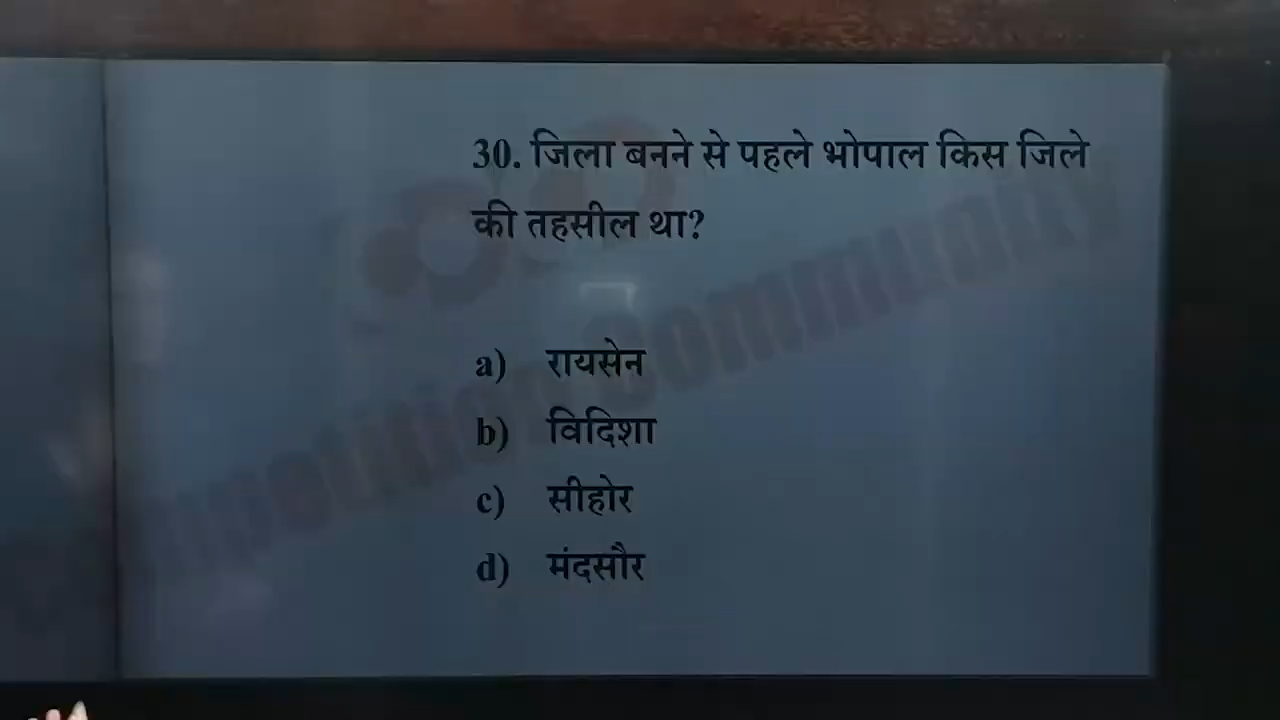 30. जिला बनने से पहले भोपाल किस जिले
की तहसील था?
a) रायसेन
b) विदिशा
c) सीहोर
d) मंदसौर